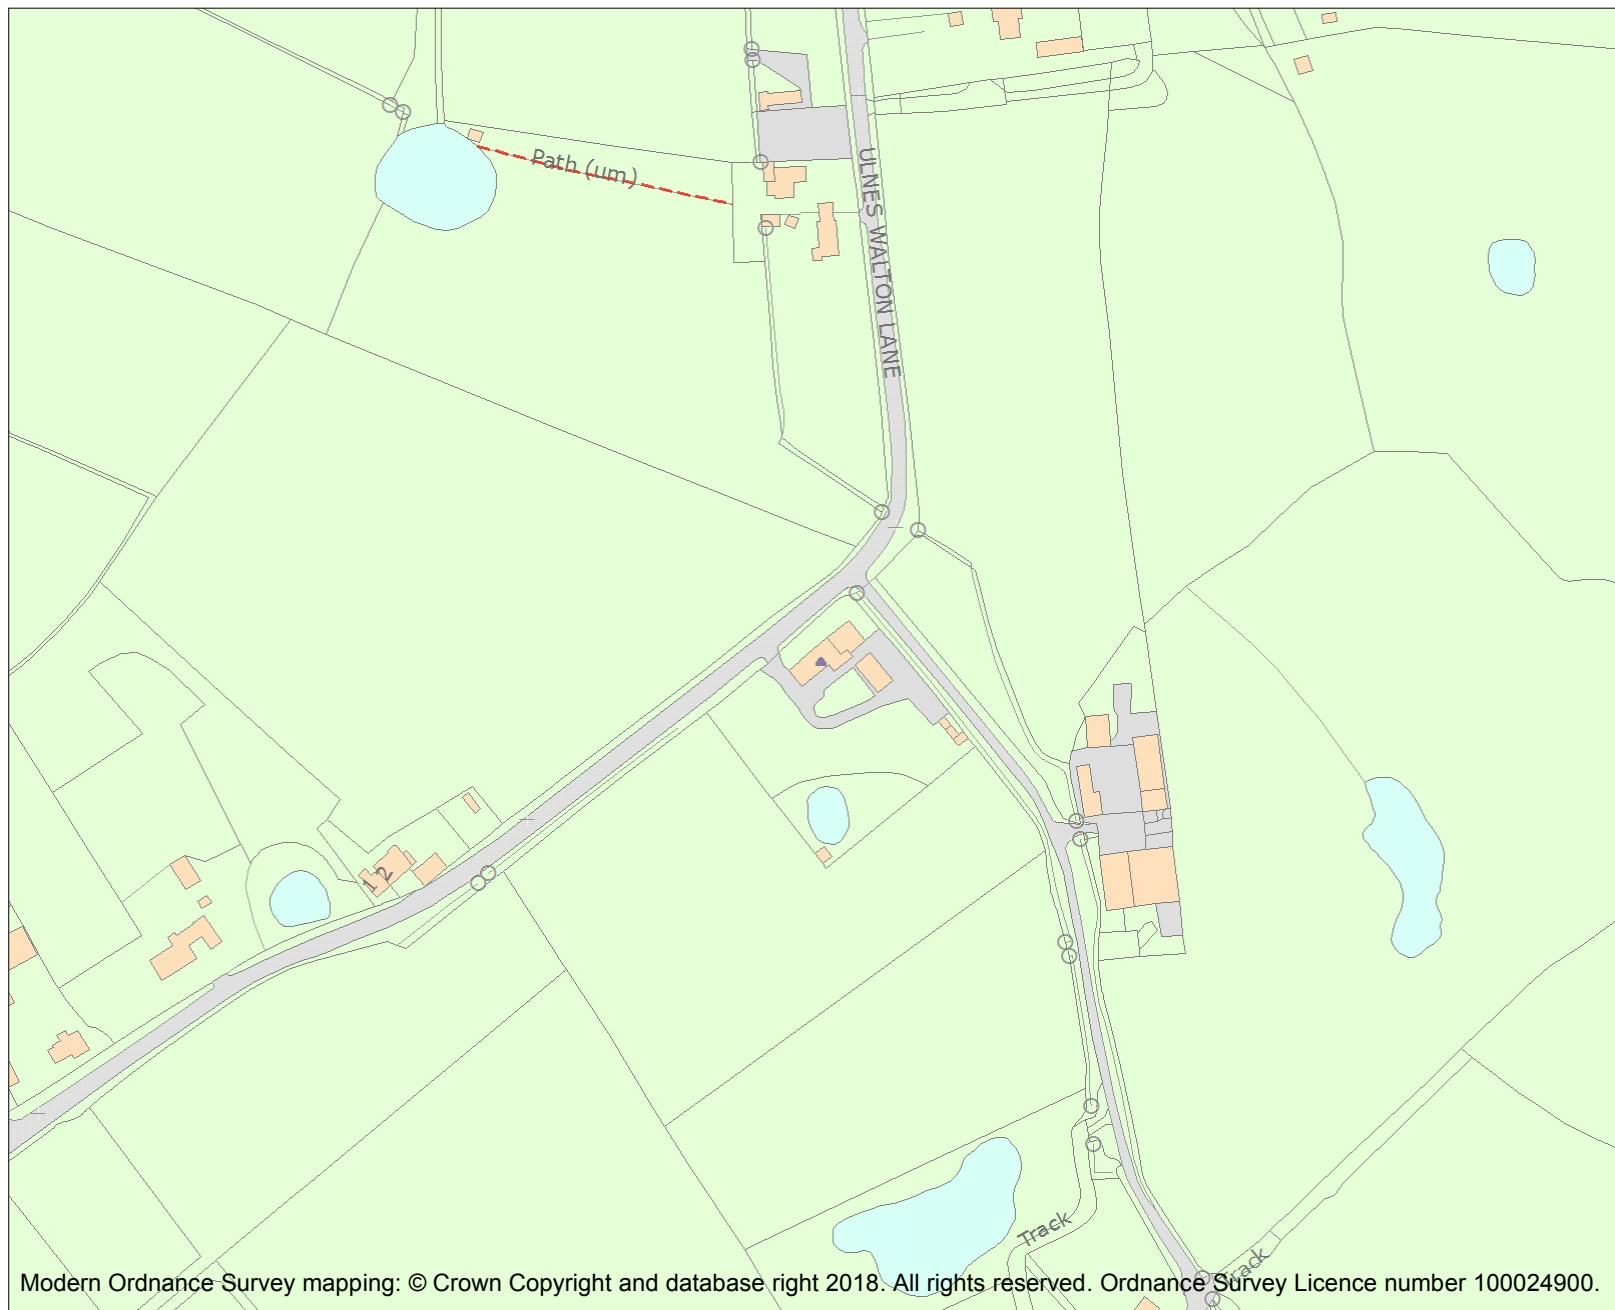 Path (um)
ULNES WALTON LANE
1 2
Track
Track
Modern Ordnance Survey mapping: © Crown Copyright and database right 2018. All rights reserved. Ordnance Survey Licence number 100024900.